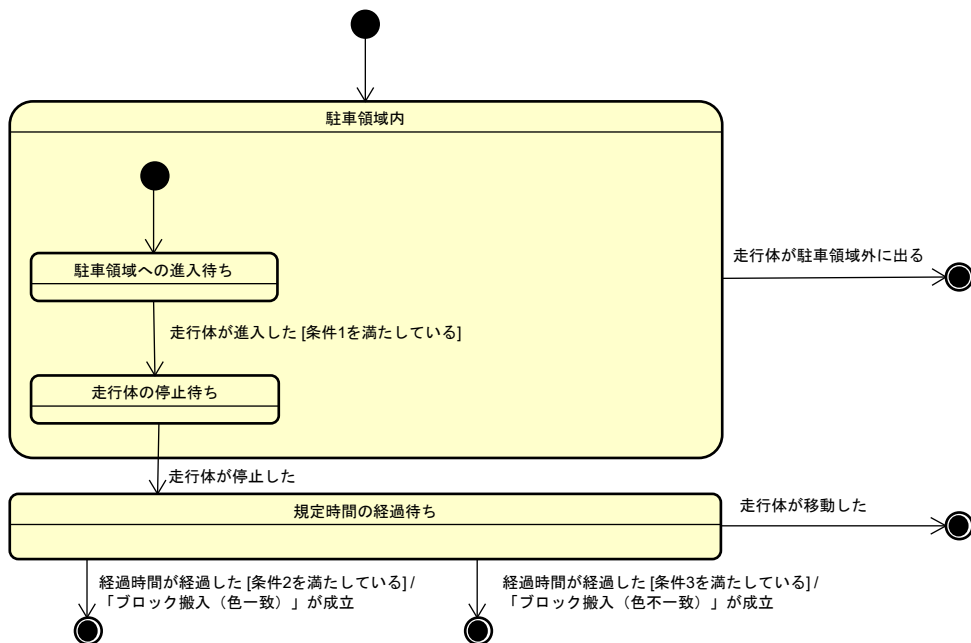 駐車領域内
駐車領域への進入待ち
走行体が駐車領域外に出る
走行体が進入した [条件1を満たしている]
走行体の停止待ち
走行体が停止した
規定時間の経過待ち
走行体が移動した
経過時間が経過した [条件2を満たしている] /
「ブロック搬入（色一致）」が成立
経過時間が経過した [条件3を満たしている] /
「ブロック搬入（色不一致）」が成立